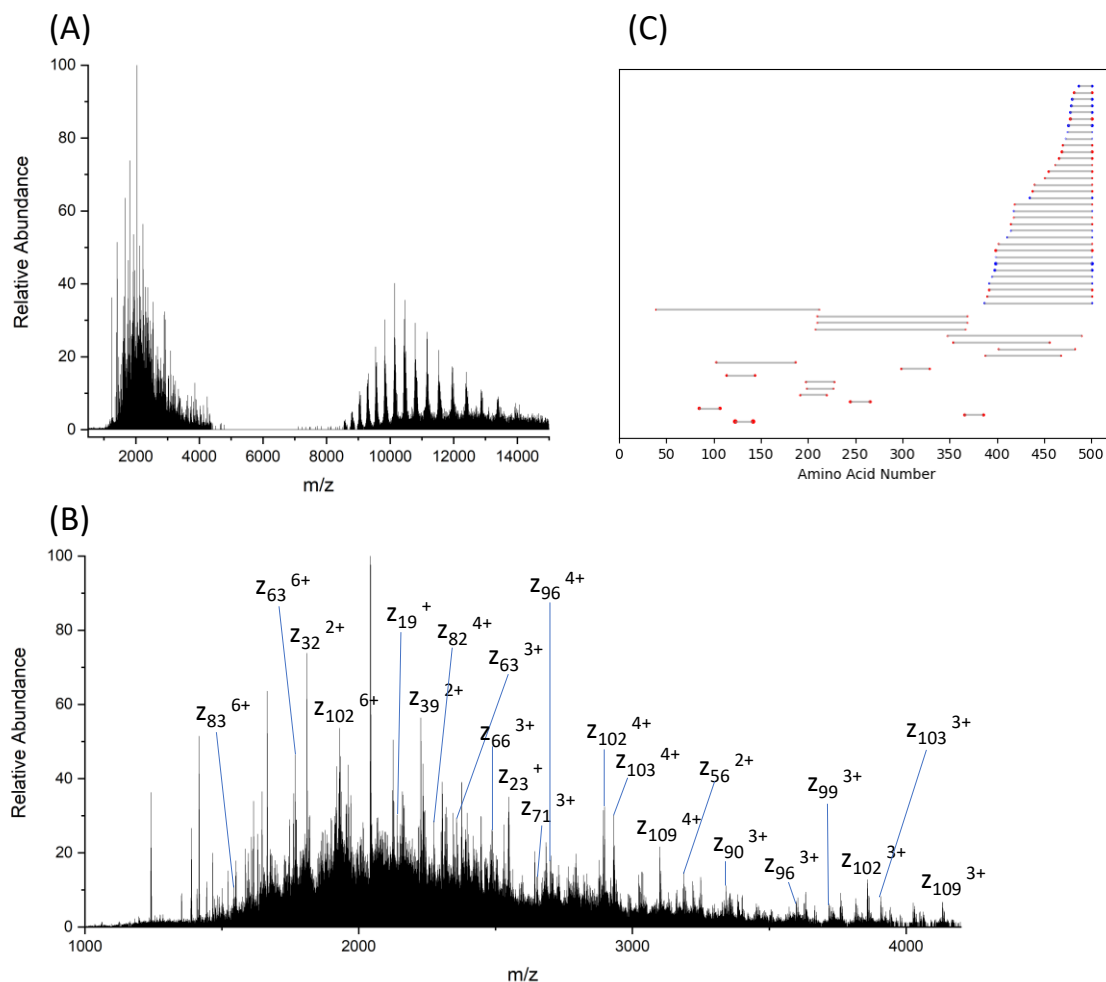 (A)
100
80
60
40
20
0
Relative Abundance
2000 4000 6000 8000 10000 12000 14000
m/z
(C)
0 50 100 150 200 250 300 350 400 450 500
Amino Acid Number
(B)
100
80
60
40
20
0
Relative Abundance
z83 6+
z63 6+
z32 2+
z102 6+
z19 +
z39 2+
z82 4+
z63 3+
z66 3+
z23 +
z71 3+
z96 4+
z102 4+
z103 4+
z109 4+
z56 2+
z90 3+
z96 3+
z99 3+
z102 3+
z103 3+
z109 3+
1000 2000 3000 4000
m/z